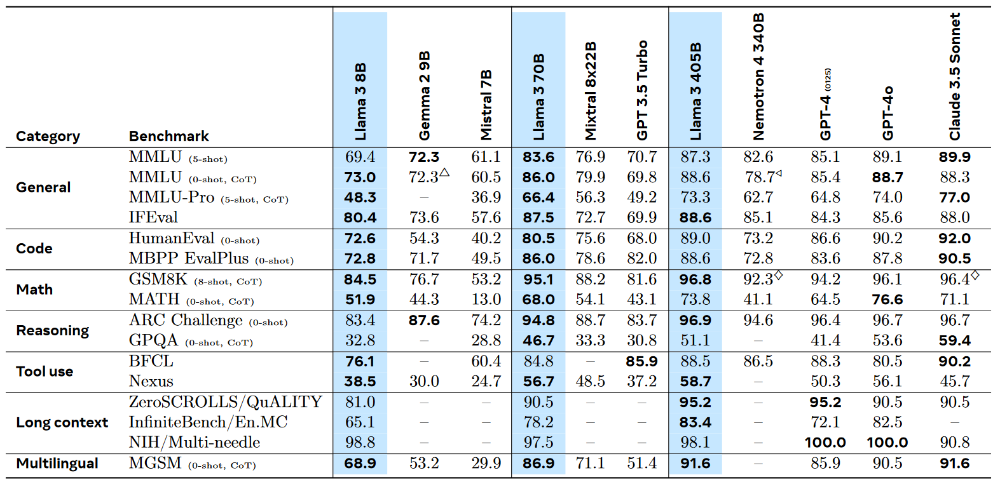 Category Benchmark Llama 3 8B Gemma 2 9B Mistral 7B Llama 3 70B Mixtral 8x22B GPT 3.5 Turbo Llama 3 405B Nemotron 4 340B GPT-4 (0125) GPT-4o Claude 3.5 Sonnet
General
MMLU (5-shot) 69.4 72.3 61.1 83.6 76.9 70.7 87.3 82.6 85.1 89.1 89.9
MMLU (0-shot, CoT) 73.0 72.3△ 60.5 86.0 79.9 69.8 88.6 78.7◁ 85.4 88.7 88.3
MMLU-Pro (5-shot, CoT) 48.3 – 36.9 66.4 56.3 49.2 73.3 62.7 64.8 74.0 77.0
IFEval 80.4 73.6 57.6 87.5 72.7 69.9 88.6 85.1 84.3 85.6 88.0
Code
HumanEval (0-shot) 72.6 54.3 40.2 80.5 75.6 68.0 89.0 73.2 86.6 90.2 92.0
MBPP EvalPlus (0-shot) 72.8 71.7 49.5 86.0 78.6 82.0 88.6 72.8 83.6 87.8 90.5
Math
GSM8K (8-shot, CoT) 84.5 76.7 53.2 95.1 88.2 81.6 96.8 92.3♢ 94.2 96.1 96.4♢
MATH (0-shot, CoT) 51.9 44.3 13.0 68.0 54.1 43.1 73.8 41.1 64.5 76.6 71.1
Reasoning
ARC Challenge (0-shot) 83.4 87.6 74.2 94.8 88.7 83.7 96.9 94.6 96.4 96.7 96.7
GPQA (0-shot, CoT) 32.8 – 28.8 46.7 33.3 30.8 51.1 – 41.4 53.6 59.4
Tool use
BFCL 76.1 – 60.4 84.8 – 85.9 88.5 86.5 88.3 80.5 90.2
Nexus 38.5 30.0 24.7 56.7 48.5 37.2 58.7 – 50.3 56.1 45.7
Long context
ZeroSCROLLS/QuALITY 81.0 – – 90.5 – – 95.2 – 95.2 90.5 90.5
InfiniteBench/En.MC 65.1 – – 78.2 – – 83.4 – 72.1 82.5 –
NIH/Multi-needle 98.8 – – 97.5 – – 98.1 – 100.0 100.0 90.8
Multilingual
MGSM (0-shot, CoT) 68.9 53.2 29.9 86.9 71.1 51.4 91.6 – 85.9 90.5 91.6